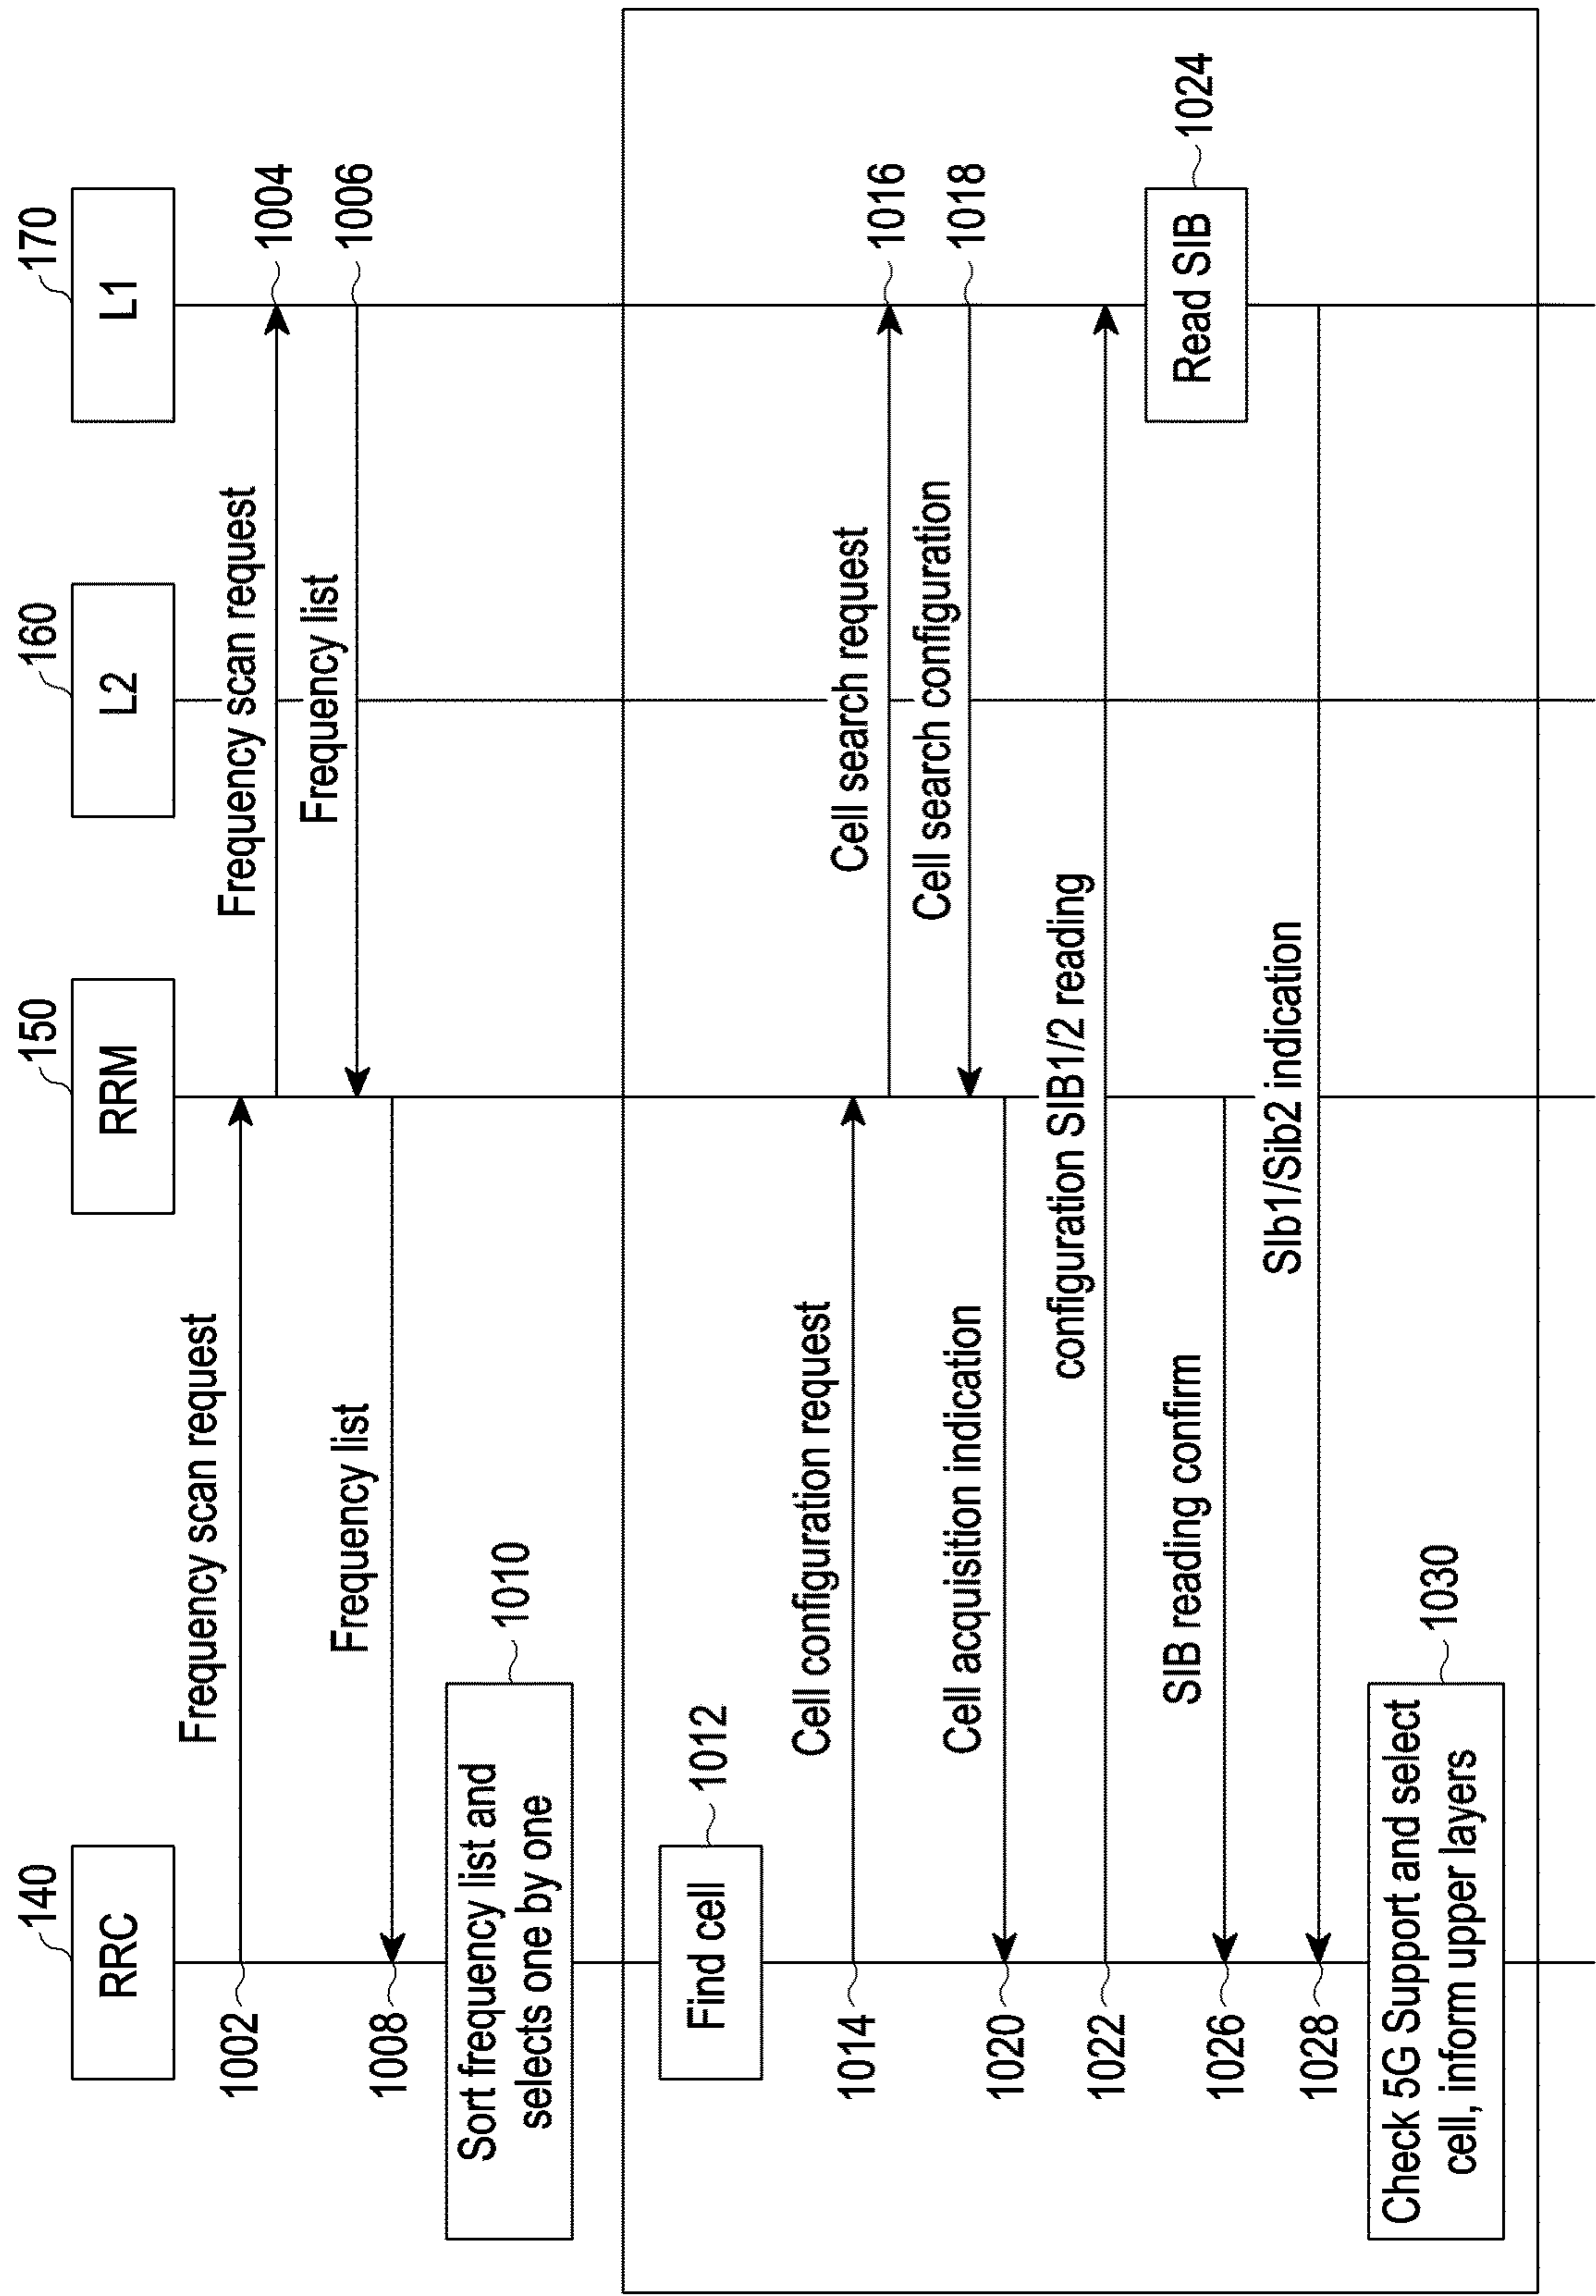 140
150
160
170
RRC
RRM
L2
L1
Frequency scan request
1002
Frequency scan request
1004
Frequency list
1006
Frequency list
1008
Sort frequency list and
selects one by one
1010
Find cell
1012
Cell configuration request
1014
Cell search request
1016
Cell search configuration
1018
Cell acquisition indication
1020
configuration SIB1/2 reading
1022
Read SIB
1024
SIB reading confirm
1026
SIb1/Sib2 indication
1028
Check 5G Support and select
cell, inform upper layers
1030